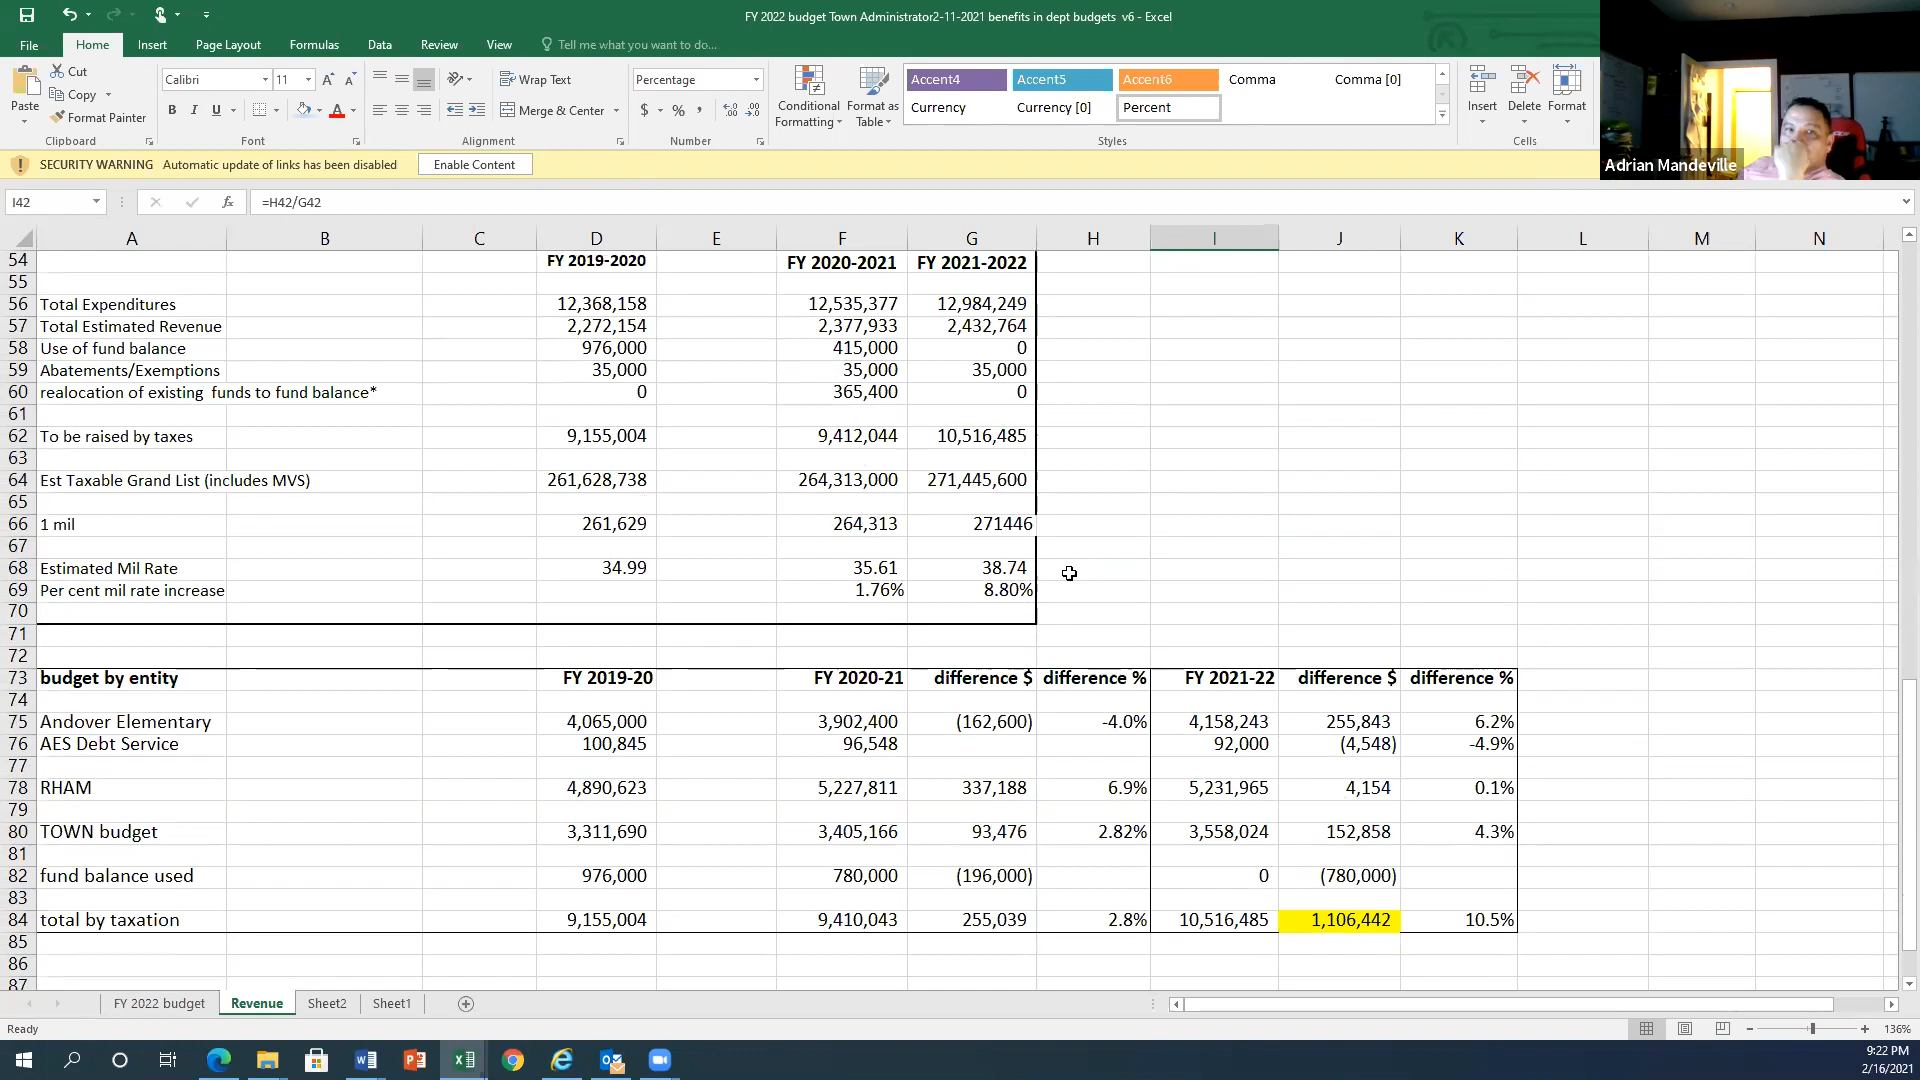 FY 2022 budget Town Administrator2-11-2021 benefits in dept budgets  v6 - Excel
File Home Insert Page Layout Formulas Data Review View Tell me what you want to do...
Cut Calibri 11 Wrap Text Percentage Accent4 Accent5 Accent6 Comma Comma [0]
Paste Copy Merge & Center Conditional Formatting Format as Table Currency Currency [0] Percent Insert Delete Format
Format Painter
Clipboard Font Alignment Number Styles Cells
SECURITY WARNING Automatic update of links has been disabled Enable Content
Adrian Mandeville
I42 fx =H42/G42
A B C D E F G H I J K L M N
54 FY 2019-2020 FY 2020-2021 FY 2021-2022
55
56 Total Expenditures 12,368,158 12,535,377 12,984,249
57 Total Estimated Revenue 2,272,154 2,377,933 2,432,764
58 Use of fund balance 976,000 415,000 0
59 Abatements/Exemptions 35,000 35,000 35,000
60 realocation of existing funds to fund balance* 0 365,400 0
61
62 To be raised by taxes 9,155,004 9,412,044 10,516,485
63
64 Est Taxable Grand List (includes MVS) 261,628,738 264,313,000 271,445,600
65
66 1 mil 261,629 264,313 271446
67
68 Estimated Mil Rate 34.99 35.61 38.74
69 Per cent mil rate increase 1.76% 8.80%
70
71
72
73 budget by entity FY 2019-20 FY 2020-21 difference $ difference % FY 2021-22 difference $ difference %
74
75 Andover Elementary 4,065,000 3,902,400 (162,600) -4.0% 4,158,243 255,843 6.2%
76 AES Debt Service 100,845 96,548 92,000 (4,548) -4.9%
77
78 RHAM 4,890,623 5,227,811 337,188 6.9% 5,231,965 4,154 0.1%
79
80 TOWN budget 3,311,690 3,405,166 93,476 2.82% 3,558,024 152,858 4.3%
81
82 fund balance used 976,000 780,000 (196,000) 0 (780,000)
83
84 total by taxation 9,155,004 9,410,043 255,039 2.8% 10,516,485 1,106,442 10.5%
85
86
87
FY 2022 budget Revenue Sheet2 Sheet1
Ready 136%
9:22 PM
2/16/2021